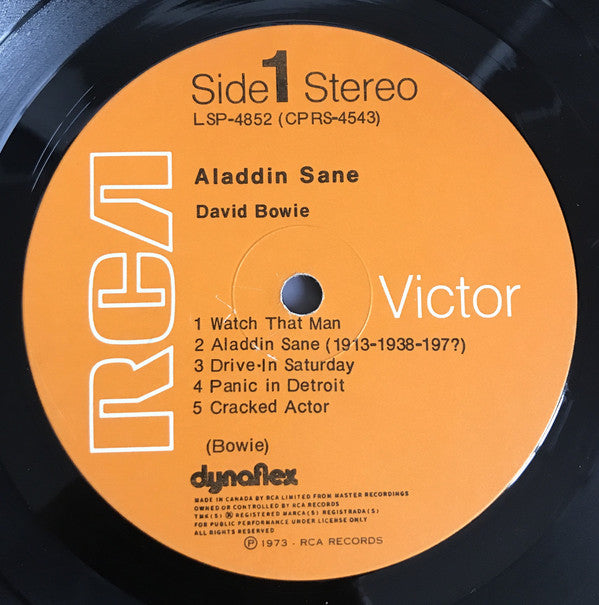 Side 1 Stereo
LSP-4852 (CPRS-4543)
Aladdin Sane
David Bowie
RCA
Victor
1 Watch That Man
2 Aladdin Sane (1913-1938-197?)
3 Drive-In Saturday
4 Panic in Detroit
5 Cracked Actor
(Bowie)
dynaflex
MADE IN CANADA BY RCA LIMITED FROM MASTER RECORDINGS
OWNED OR CONTROLLED BY RCA RECORDS
TMK(S) ® REGISTERED MARCA(S) REGISTRADA(S)
FOR PUBLIC PERFORMANCE UNDER LICENSE ONLY
ALL RIGHTS RESERVED
℗ 1973 - RCA RECORDS